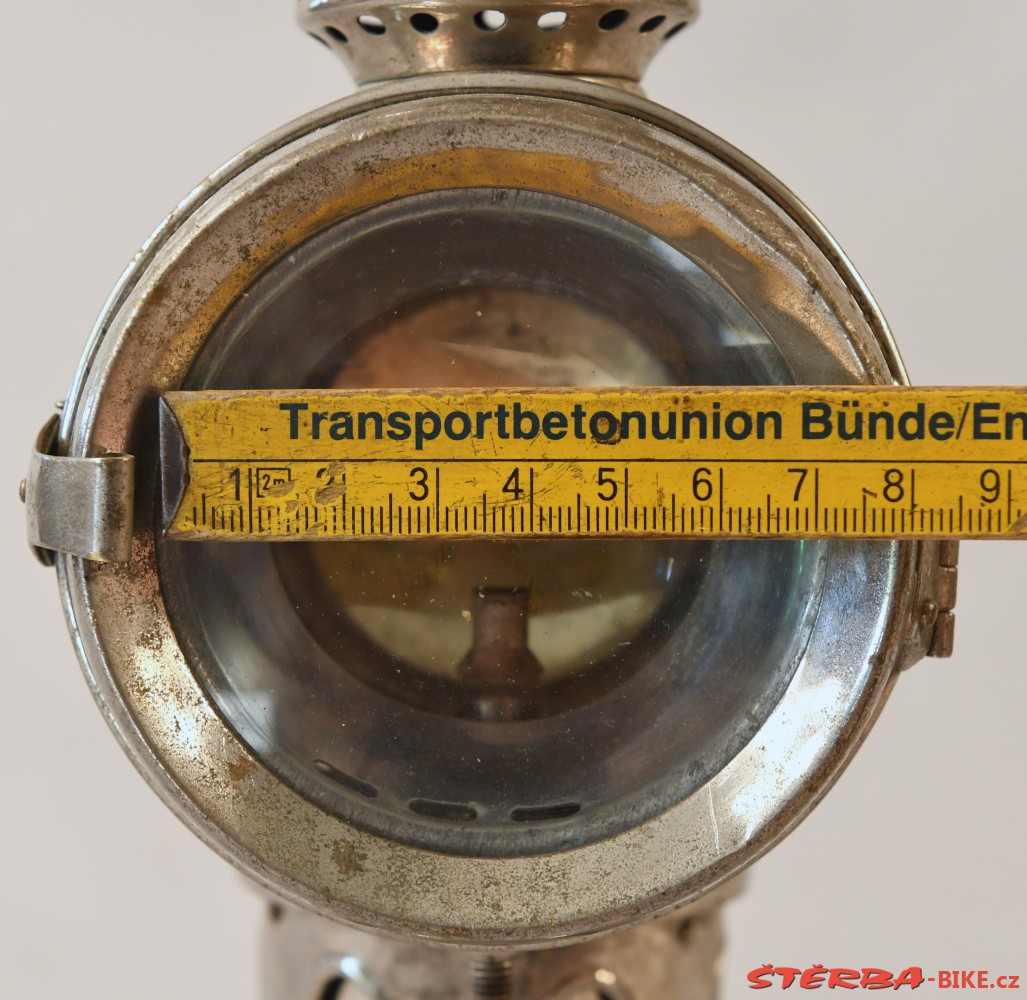 Transportbetonunion Bünde/En
1 2m 2 3 4 5 6 7 8 9
ŠTĚRBA-BIKE.cz